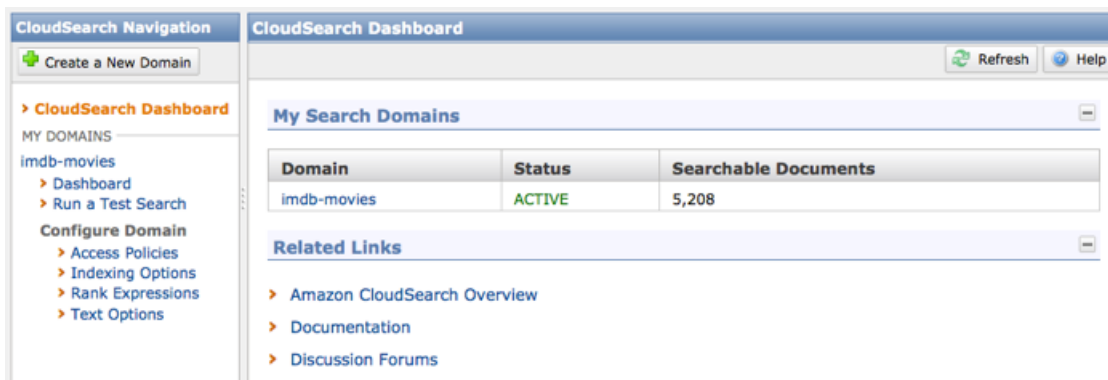 CloudSearch Navigation
Create a New Domain
CloudSearch Dashboard
MY DOMAINS
imdb-movies
Dashboard
Run a Test Search
Configure Domain
Access Policies
Indexing Options
Rank Expressions
Text Options
CloudSearch Dashboard
Refresh Help
My Search Domains
Domain Status Searchable Documents
imdb-movies ACTIVE 5,208
Related Links
Amazon CloudSearch Overview
Documentation
Discussion Forums